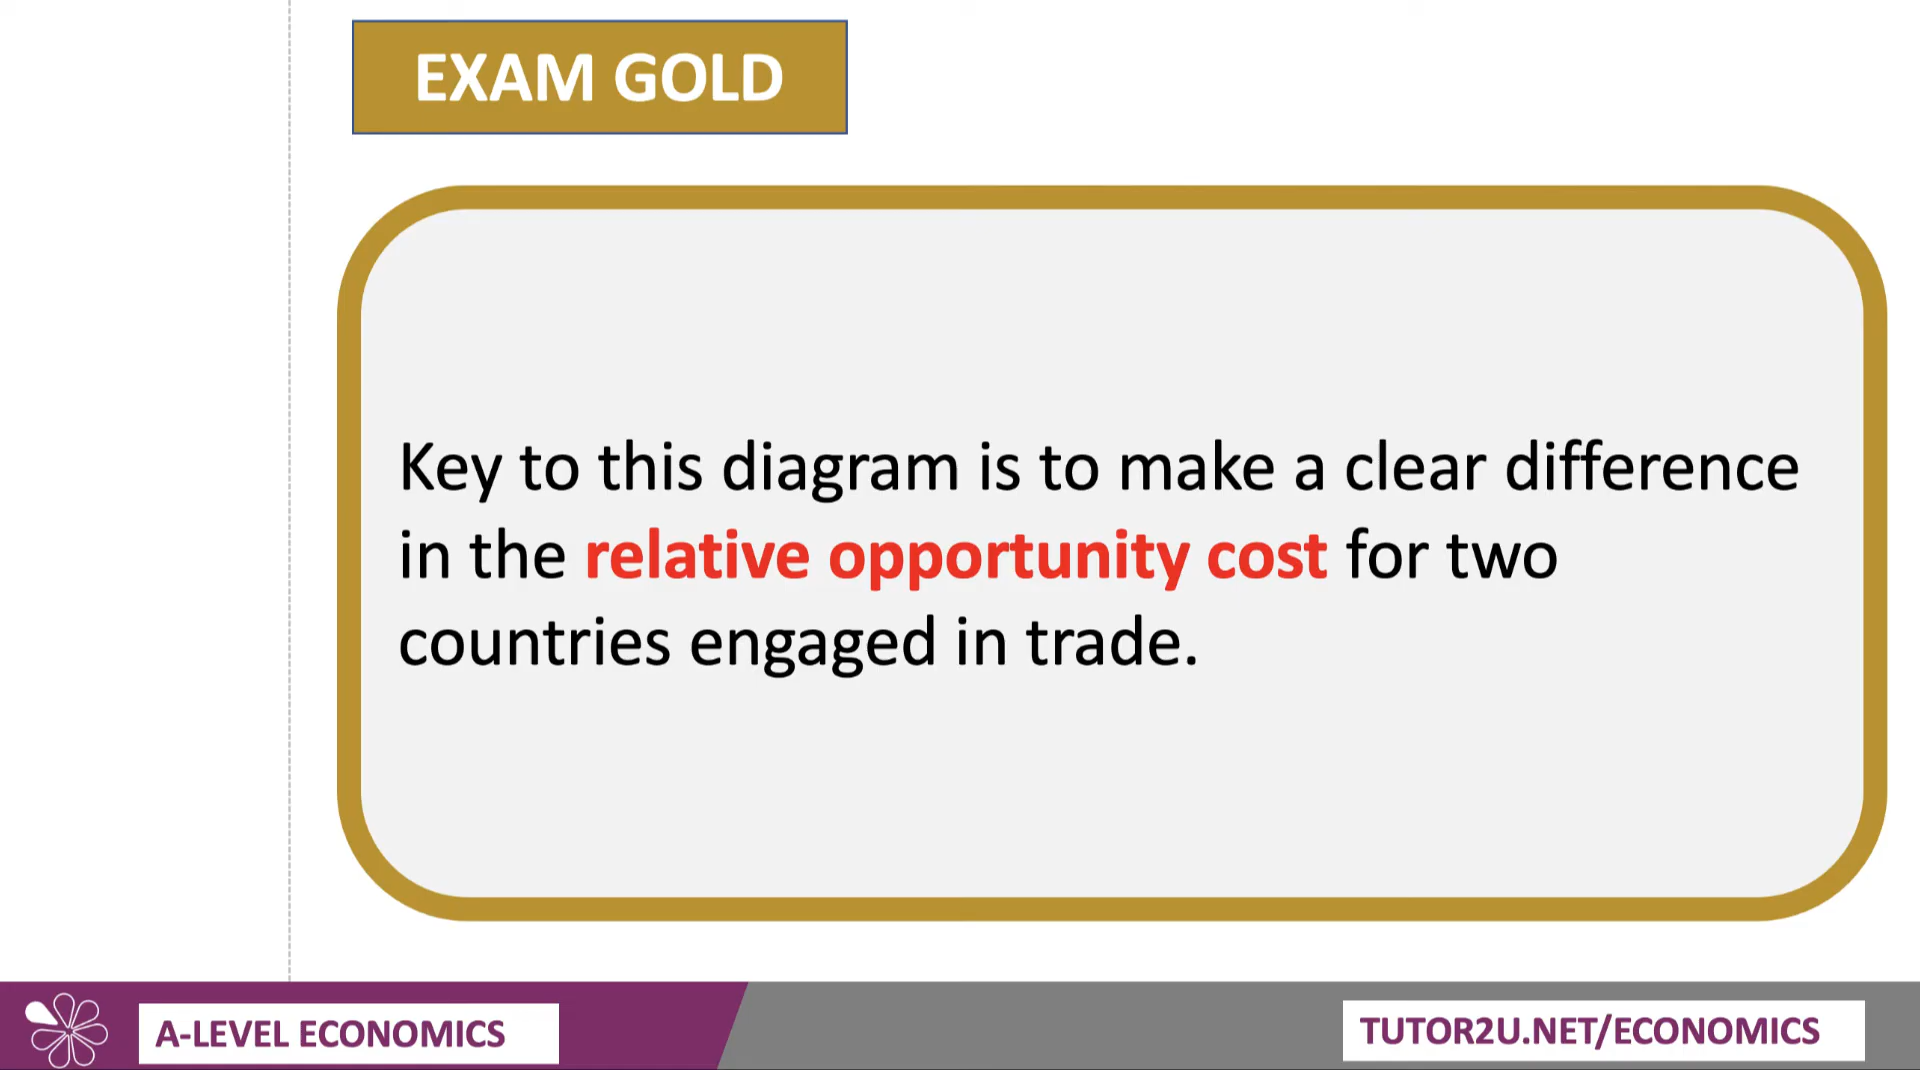 EXAM GOLD
Key to this diagram is to make a clear difference
in the relative opportunity cost for two
countries engaged in trade.
A-LEVEL ECONOMICS
TUTOR2U.NET/ECONOMICS